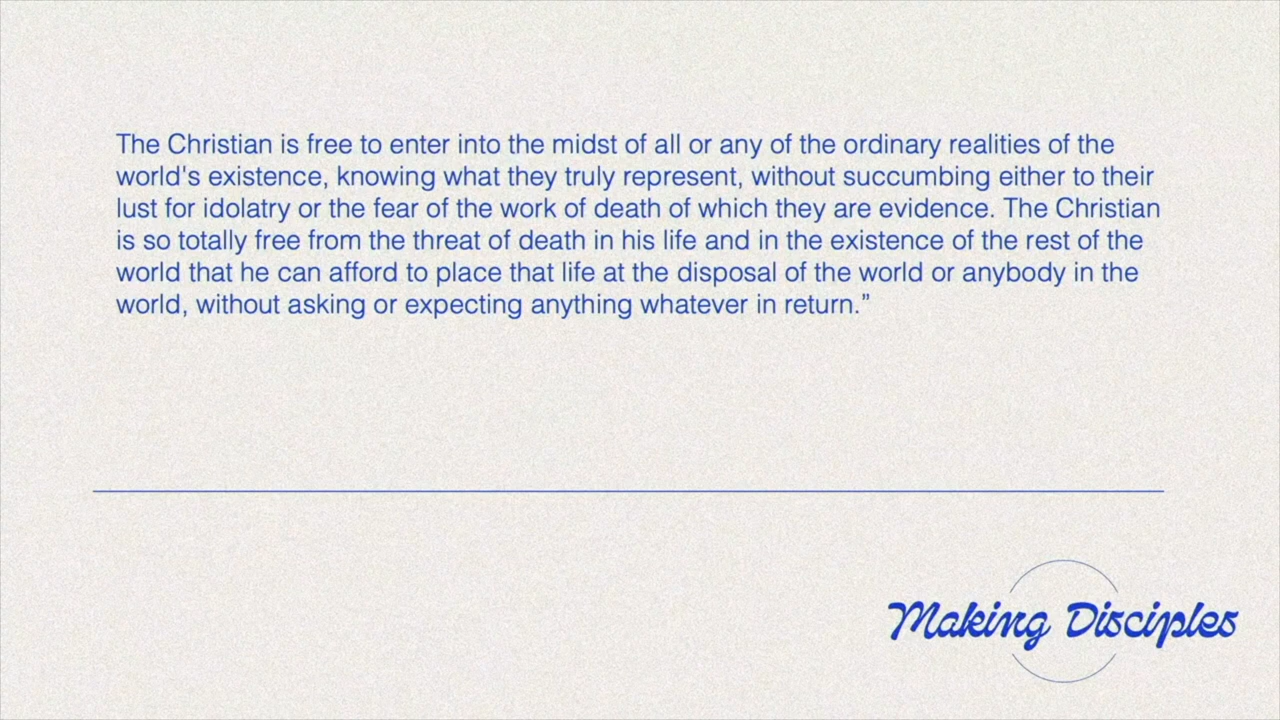 The Christian is free to enter into the midst of all or any of the ordinary realities of the
world's existence, knowing what they truly represent, without succumbing either to their
lust for idolatry or the fear of the work of death of which they are evidence. The Christian
is so totally free from the threat of death in his life and in the existence of the rest of the
world that he can afford to place that life at the disposal of the world or anybody in the
world, without asking or expecting anything whatever in return.”
Making Disciples